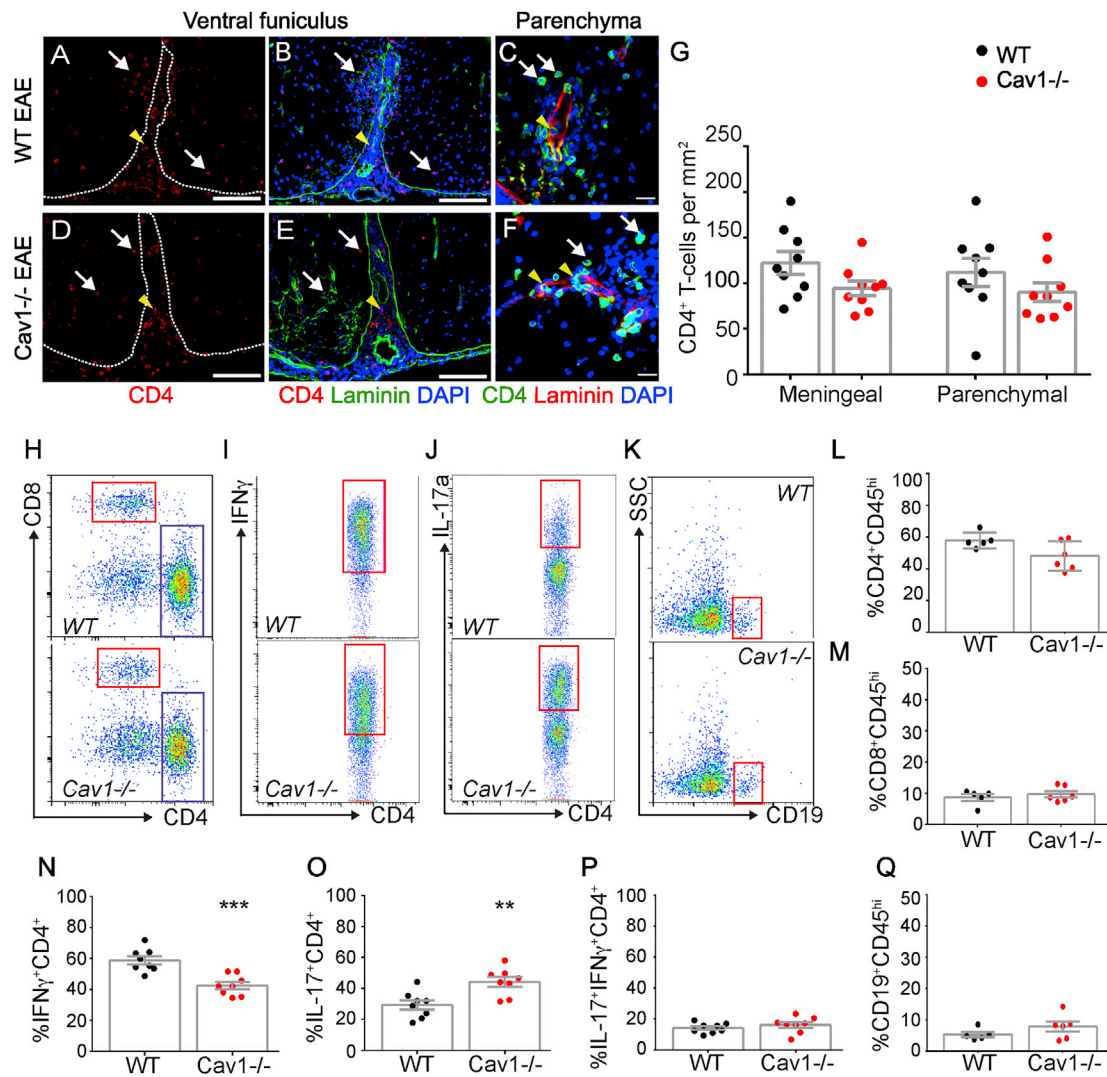 Ventral funiculus Parenchyma
WT EAE
A B C
Cav1-/- EAE
D E F
CD4 CD4 Laminin DAPI CD4 Laminin DAPI
G
WT
Cav1-/-
CD4⁺ T-cells per mm²
250
200
150
100
50
0
Meningeal Parenchymal
H
CD8
WT
Cav1-/-
CD4
I
IFNγ
WT
Cav1-/-
CD4
J
IL-17a
WT
Cav1-/-
CD4
K
SSC
WT
Cav1-/-
CD19
L
%CD4⁺CD45ʰⁱ
100
80
60
40
20
0
WT Cav1-/-
M
%CD8⁺CD45ʰⁱ
50
40
30
20
10
0
WT Cav1-/-
N
%IFNγ⁺CD4⁺
100
80
60
40
20
0
***
WT Cav1-/-
O
%IL-17⁺CD4⁺
100
80
60
40
20
0
**
WT Cav1-/-
P
%IL-17⁺IFNγ⁺CD4⁺
100
80
60
40
20
0
WT Cav1-/-
Q
%CD19⁺CD45ʰⁱ
50
40
30
20
10
0
WT Cav1-/-